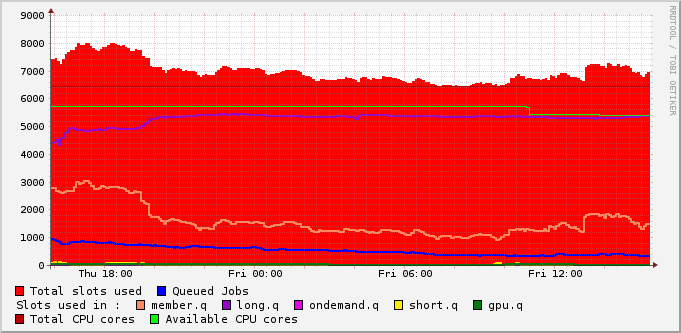 9000
8000
7000
6000
5000
4000
3000
2000
1000
0
Thu 18:00 Fri 00:00 Fri 06:00 Fri 12:00
RRDTOOL / TOBI OETIKER
Total slots used Queued Jobs
Slots used in : member.q long.q ondemand.q short.q gpu.q
Total CPU cores Available CPU cores